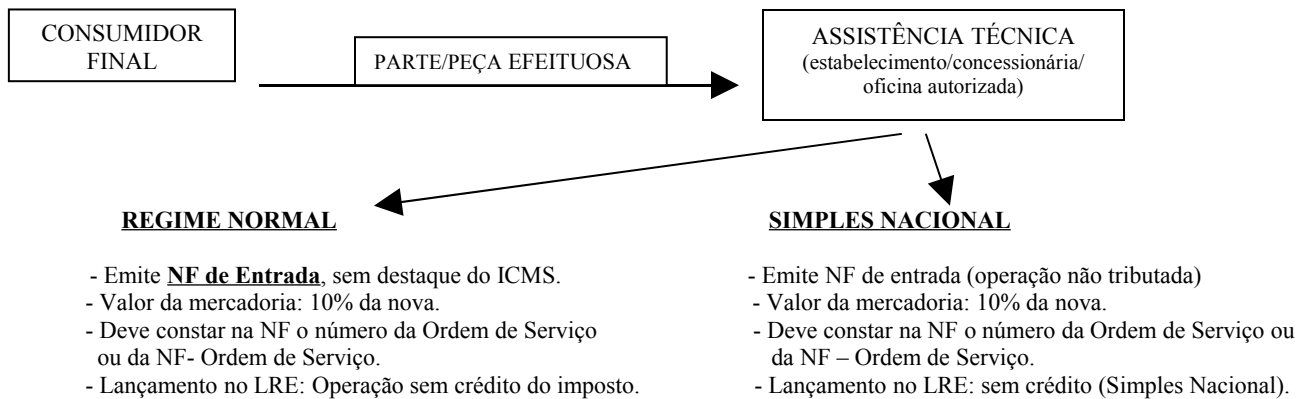 CONSUMIDOR
FINAL
PARTE/PEÇA EFEITUOSA
ASSISTÊNCIA TÉCNICA
(estabelecimento/concessionária/
oficina autorizada)
REGIME NORMAL
- Emite NF de Entrada, sem destaque do ICMS.
- Valor da mercadoria: 10% da nova.
- Deve constar na NF o número da Ordem de Serviço
ou da NF- Ordem de Serviço.
- Lançamento no LRE: Operação sem crédito do imposto.
SIMPLES NACIONAL
- Emite NF de entrada (operação não tributada)
- Valor da mercadoria: 10% da nova.
- Deve constar na NF o número da Ordem de Serviço ou
da NF – Ordem de Serviço.
- Lançamento no LRE: sem crédito (Simples Nacional).